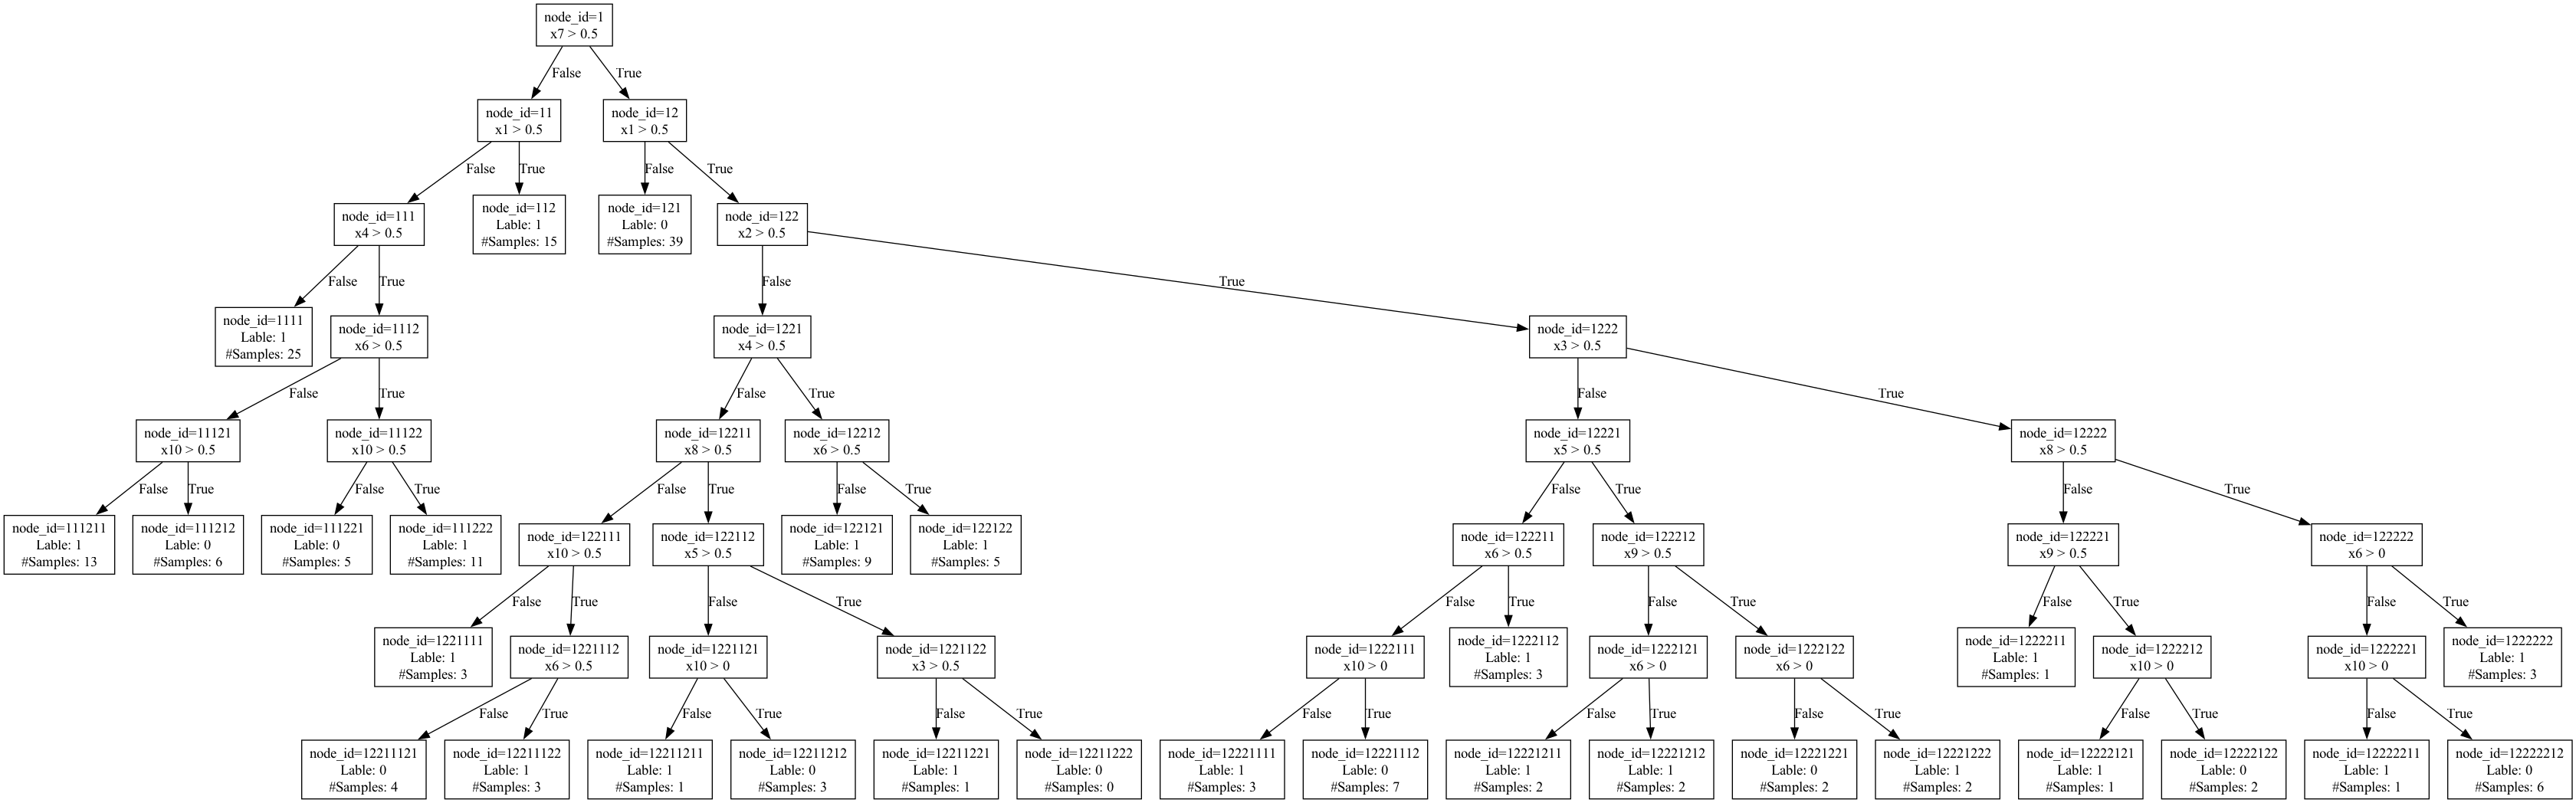 node_id=1
x7 > 0.5
False
True
node_id=11
x1 > 0.5
node_id=12
x1 > 0.5
False
True
False
True
node_id=111
x4 > 0.5
node_id=112
Lable: 1
#Samples: 15
node_id=121
Lable: 0
#Samples: 39
node_id=122
x2 > 0.5
False
True
False
True
node_id=1111
Lable: 1
#Samples: 25
node_id=1112
x6 > 0.5
node_id=1221
x4 > 0.5
node_id=1222
x3 > 0.5
False
True
False
True
False
True
node_id=11121
x10 > 0.5
node_id=11122
x10 > 0.5
node_id=12211
x8 > 0.5
node_id=12212
x6 > 0.5
node_id=12221
x5 > 0.5
node_id=12222
x8 > 0.5
False
True
False
True
False
True
False
True
False
True
False
True
node_id=111211
Lable: 1
#Samples: 13
node_id=111212
Lable: 0
#Samples: 6
node_id=111221
Lable: 0
#Samples: 5
node_id=111222
Lable: 1
#Samples: 11
node_id=122111
x10 > 0.5
node_id=122112
x5 > 0.5
node_id=122121
Lable: 1
#Samples: 9
node_id=122122
Lable: 1
#Samples: 5
node_id=122211
x6 > 0.5
node_id=122212
x9 > 0.5
node_id=122221
x9 > 0.5
node_id=122222
x6 > 0
False
True
False
True
False
True
False
True
False
True
False
True
node_id=1221111
Lable: 1
#Samples: 3
node_id=1221112
x6 > 0.5
node_id=1221121
x10 > 0
node_id=1221122
x3 > 0.5
node_id=1222111
x10 > 0
node_id=1222112
Lable: 1
#Samples: 3
node_id=1222121
x6 > 0
node_id=1222122
x6 > 0
node_id=1222211
Lable: 1
#Samples: 1
node_id=1222212
x10 > 0
node_id=1222221
x10 > 0
node_id=1222222
Lable: 1
#Samples: 3
False
True
False
True
False
True
False
True
False
True
False
True
False
True
False
True
node_id=12211121
Lable: 0
#Samples: 4
node_id=12211122
Lable: 1
#Samples: 3
node_id=12211211
Lable: 1
#Samples: 1
node_id=12211212
Lable: 0
#Samples: 3
node_id=12211221
Lable: 1
#Samples: 1
node_id=12211222
Lable: 0
#Samples: 0
node_id=12221111
Lable: 1
#Samples: 3
node_id=12221112
Lable: 0
#Samples: 7
node_id=12221211
Lable: 1
#Samples: 2
node_id=12221212
Lable: 1
#Samples: 2
node_id=12221221
Lable: 0
#Samples: 2
node_id=12221222
Lable: 1
#Samples: 2
node_id=12222121
Lable: 1
#Samples: 1
node_id=12222122
Lable: 0
#Samples: 2
node_id=12222211
Lable: 1
#Samples: 1
node_id=12222212
Lable: 0
#Samples: 6